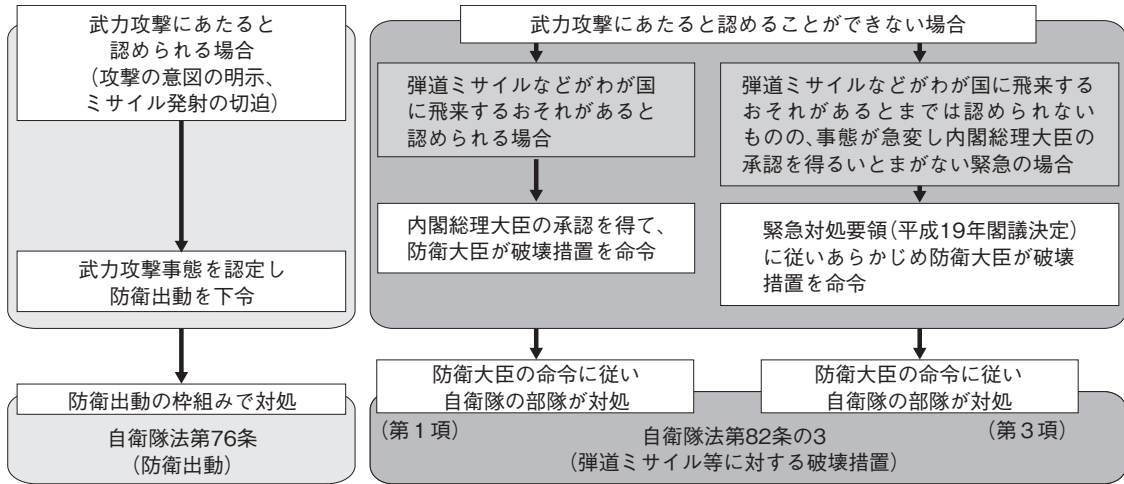 武力攻撃にあたると
認められる場合
（攻撃の意図の明示、
ミサイル発射の切迫）
武力攻撃事態を認定し
防衛出動を下令
防衛出動の枠組みで対処
自衛隊法第76条
（防衛出動）
武力攻撃にあたると認めることができない場合
弾道ミサイルなどがわが国
に飛来するおそれがあると
認められる場合
内閣総理大臣の承認を得て、
防衛大臣が破壊措置を命令
防衛大臣の命令に従い
自衛隊の部隊が対処
（第１項）
弾道ミサイルなどがわが国に飛来する
おそれがあるとまでは認められない
ものの、事態が急変し内閣総理大臣の
承認を得るいとまがない緊急の場合
緊急対処要領（平成19年閣議決定）
に従いあらかじめ防衛大臣が破壊
措置を命令
防衛大臣の命令に従い
自衛隊の部隊が対処
（第３項）
自衛隊法第82条の3
（弾道ミサイル等に対する破壊措置）